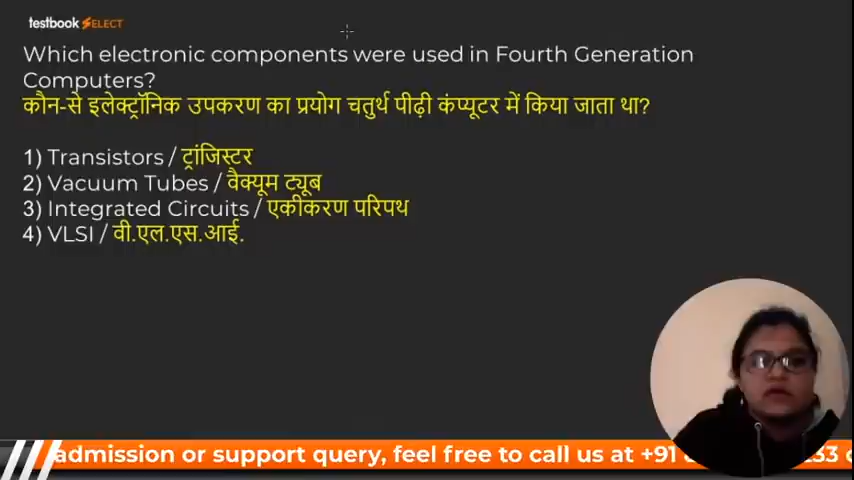 testbook SELECT
Which electronic components were used in Fourth Generation
Computers?
कौन-से इलेक्ट्रॉनिक उपकरण का प्रयोग चतुर्थ पीढ़ी कंप्यूटर में किया जाता था?
1) Transistors / ट्रांजिस्टर
2) Vacuum Tubes / वैक्यूम ट्यूब
3) Integrated Circuits / एकीकरण परिपथ
4) VLSI / वी.एल.एस.आई.
admission or support query, feel free to call us at +91